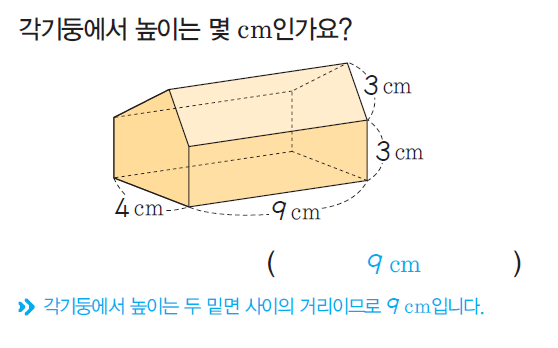 각기둥에서 높이는 몇 cm인가요?
3 cm
3 cm
4 cm
9 cm
( 9 cm )
각기둥에서 높이는 두 밑면 사이의 거리이므로 9 cm입니다.